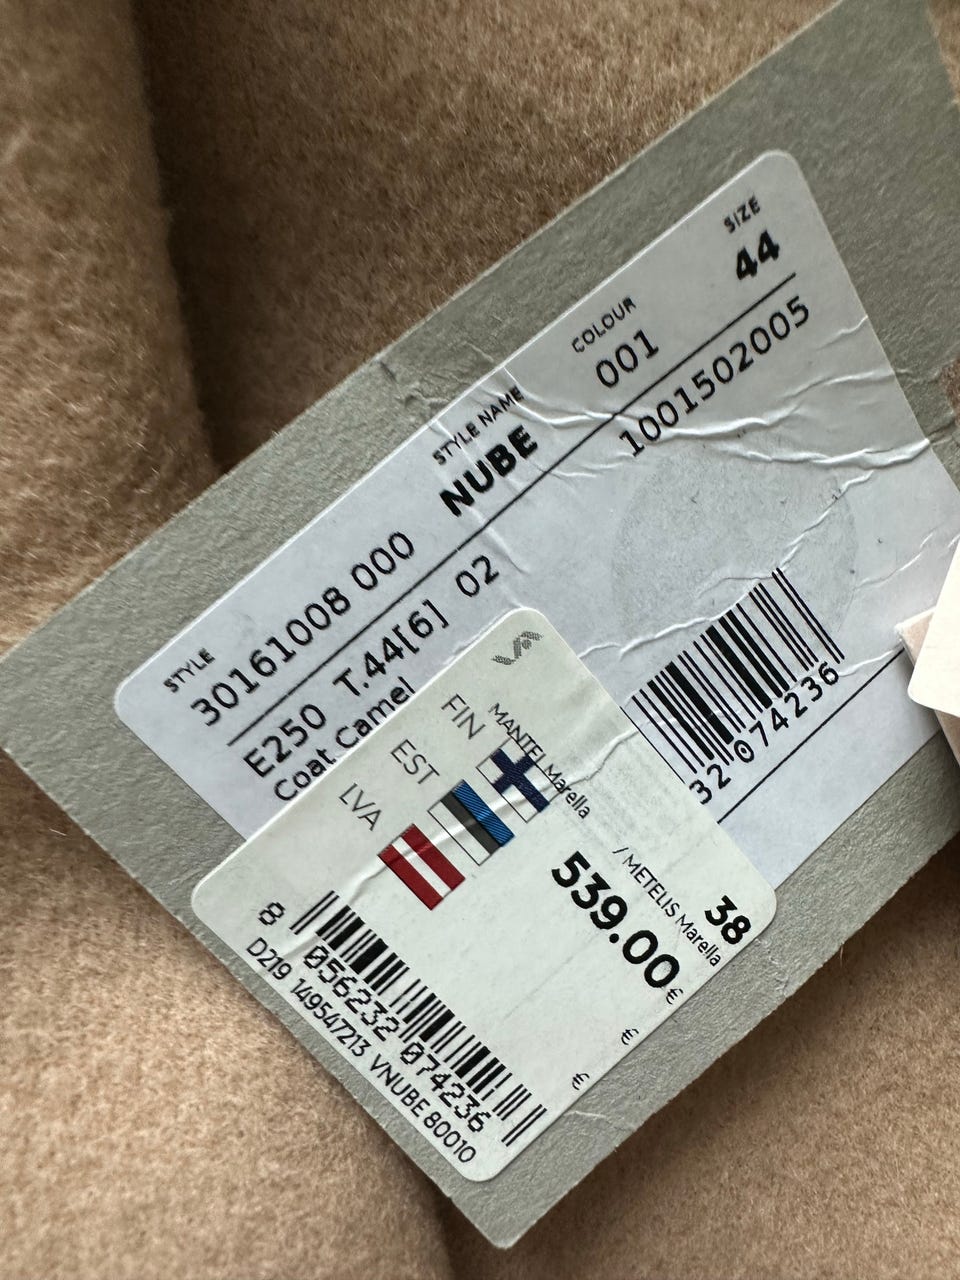 STYLE STYLE NAME COLOUR SIZE
30161008 000 NUBE 001 44
E250 T.44[6] 02 1001502005
Coat Camel
32 074236
FIN
EST
LVA
MANTEL Marella
/ METELIS Marella
38
539.00 €
€
€
8 056232 074236
D219 149547213 VNUBE 80010